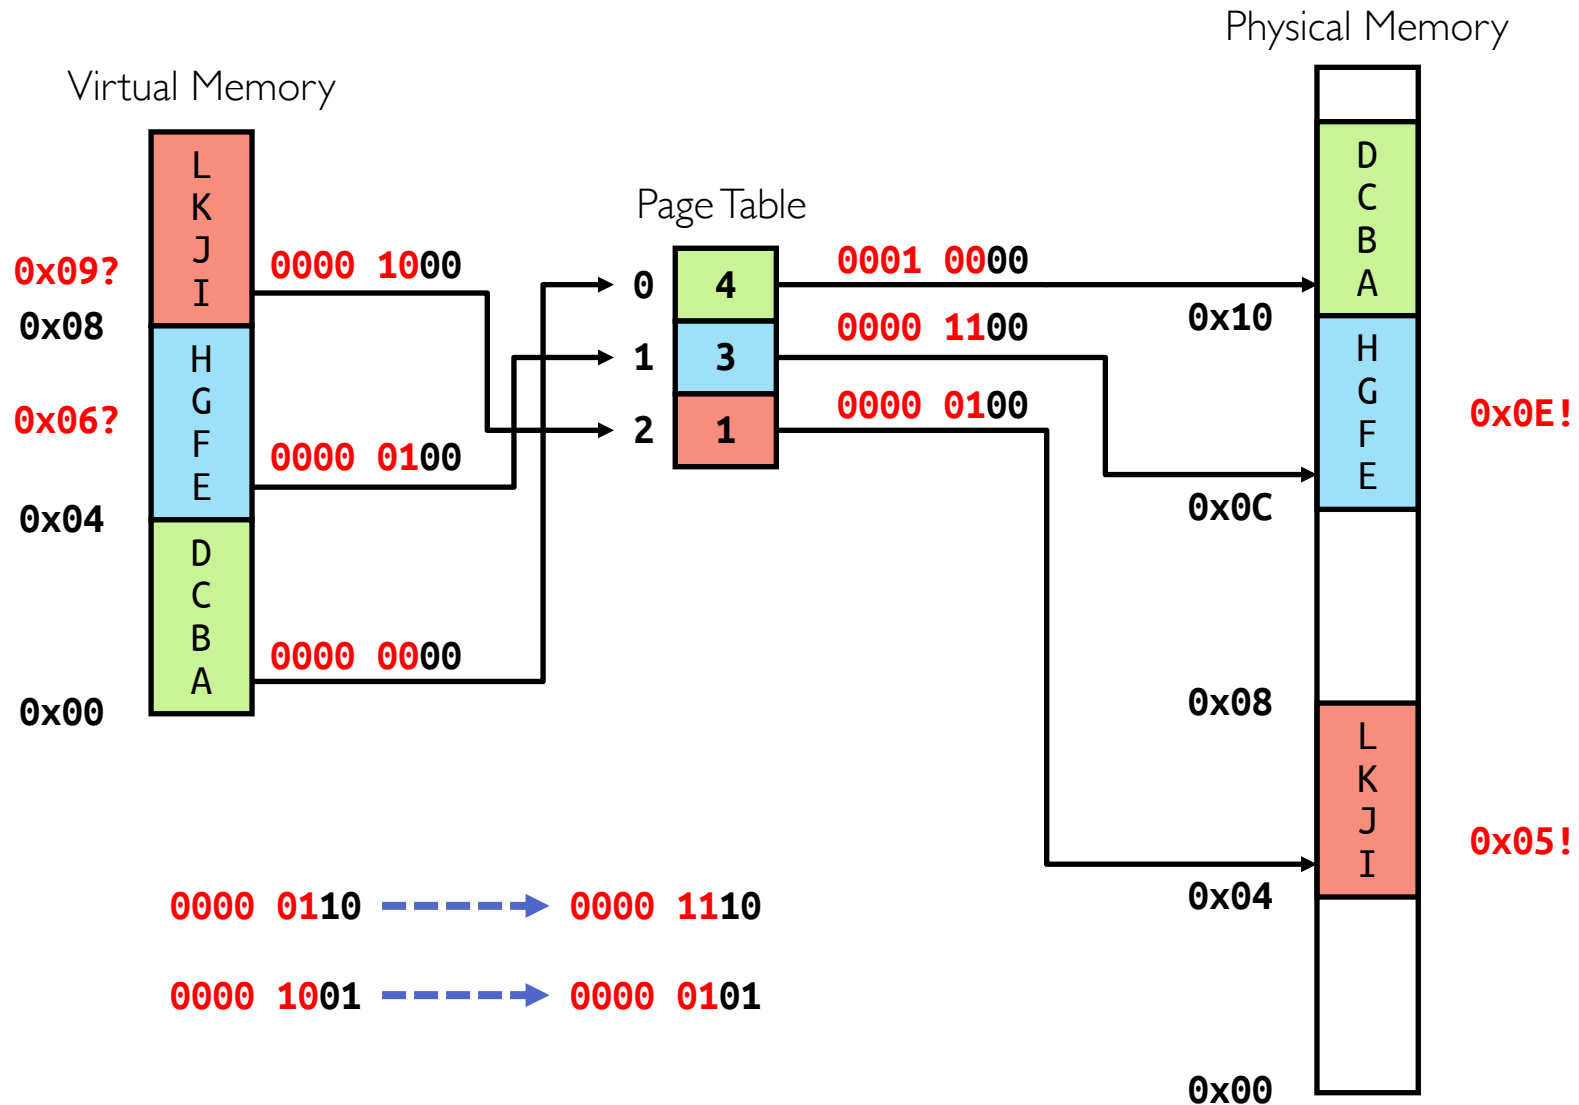 Physical Memory
Virtual Memory
L
K
J
I
0x09?
0x08
0000 1000
H
G
F
E
0x06?
0x04
0000 0100
D
C
B
A
0x00
0000 0000
Page Table
0 4
1 3
2 1
0001 0000
0000 1100
0000 0100
D
C
B
A
0x10
H
G
F
E
0x0C
0x0E!
0x08
L
K
J
I
0x04
0x05!
0x00
0000 0110 0000 1110
0000 1001 0000 0101